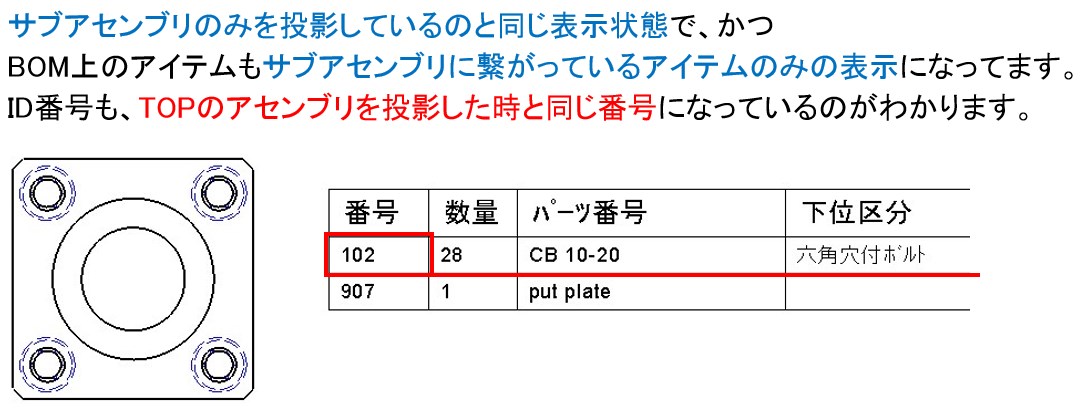 サブアセンブリのみを投影しているのと同じ表示状態で、かつ
BOM上のアイテムもサブアセンブリに繋がっているアイテムのみの表示になってます。
ID番号も、TOPのアセンブリを投影した時と同じ番号になっているのがわかります。
番号 数量 ﾊﾟｰﾂ番号 下位区分
102 28 CB 10-20 六角穴付ﾎﾞﾙﾄ
907 1 put plate